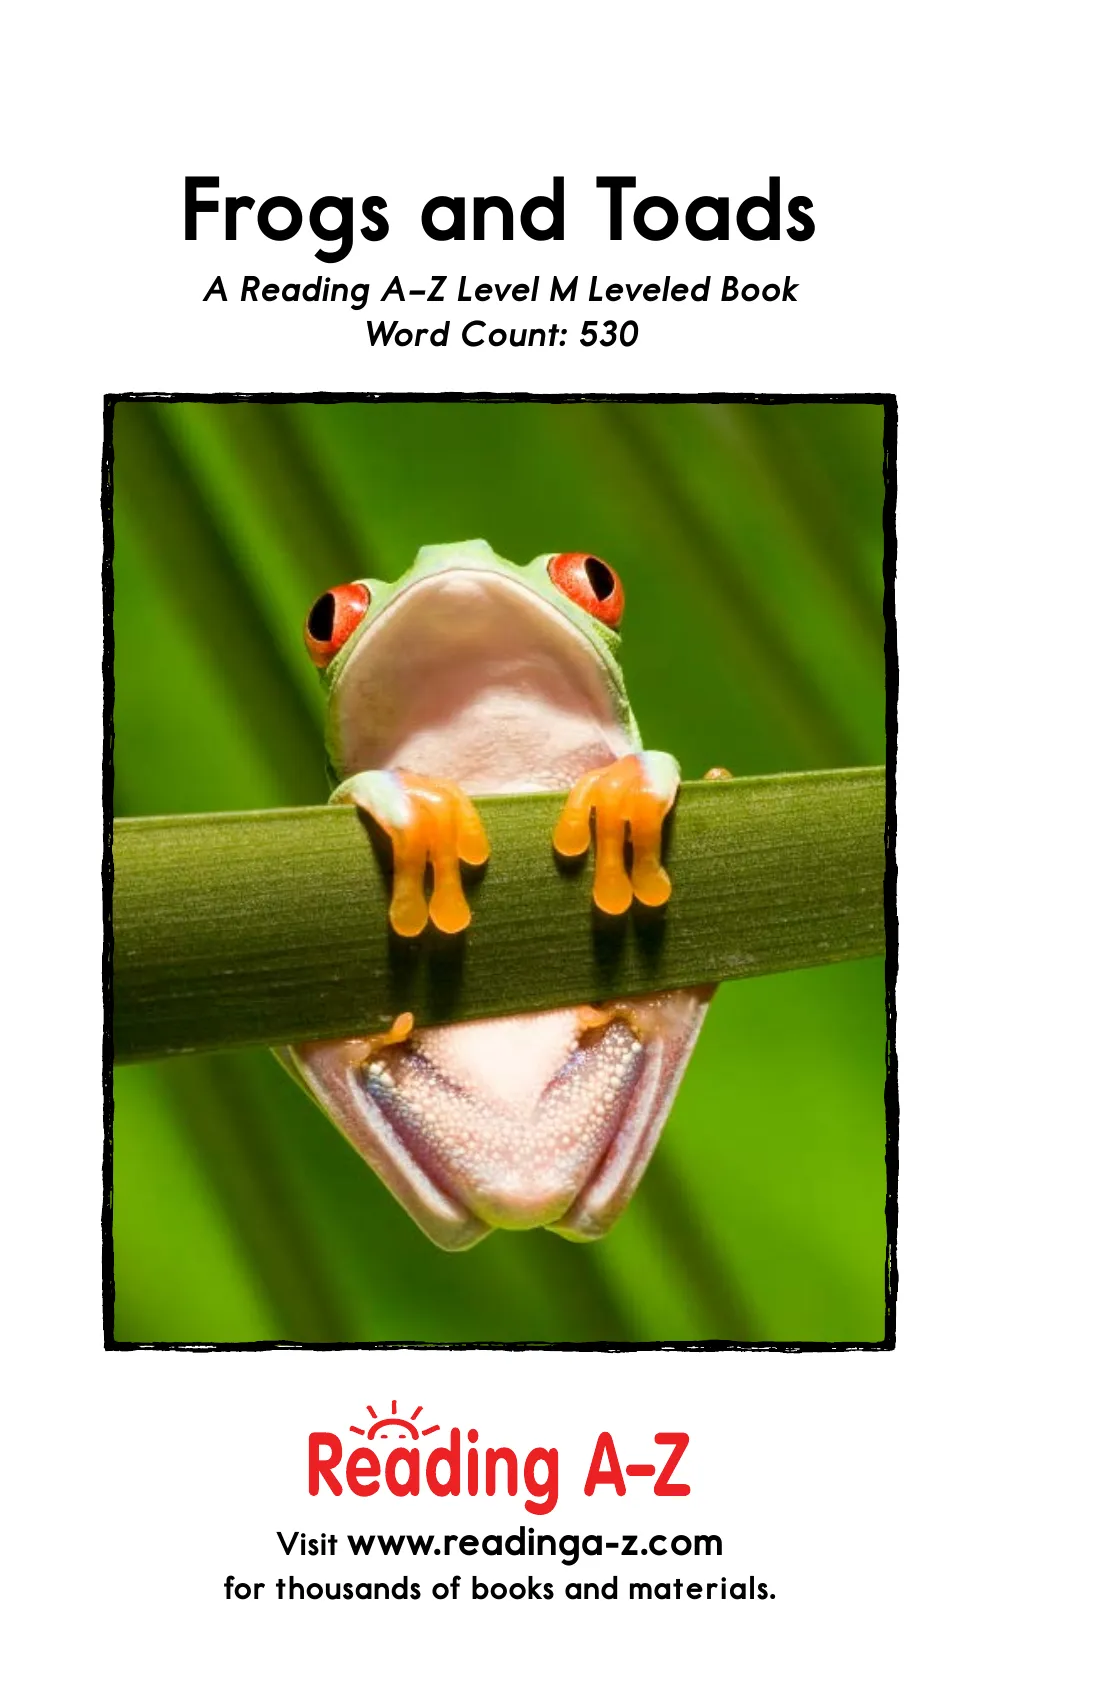 Frogs and Toads
A Reading A–Z Level M Leveled Book
Word Count: 530
Reading A–Z
Visit www.readinga-z.com
for thousands of books and materials.